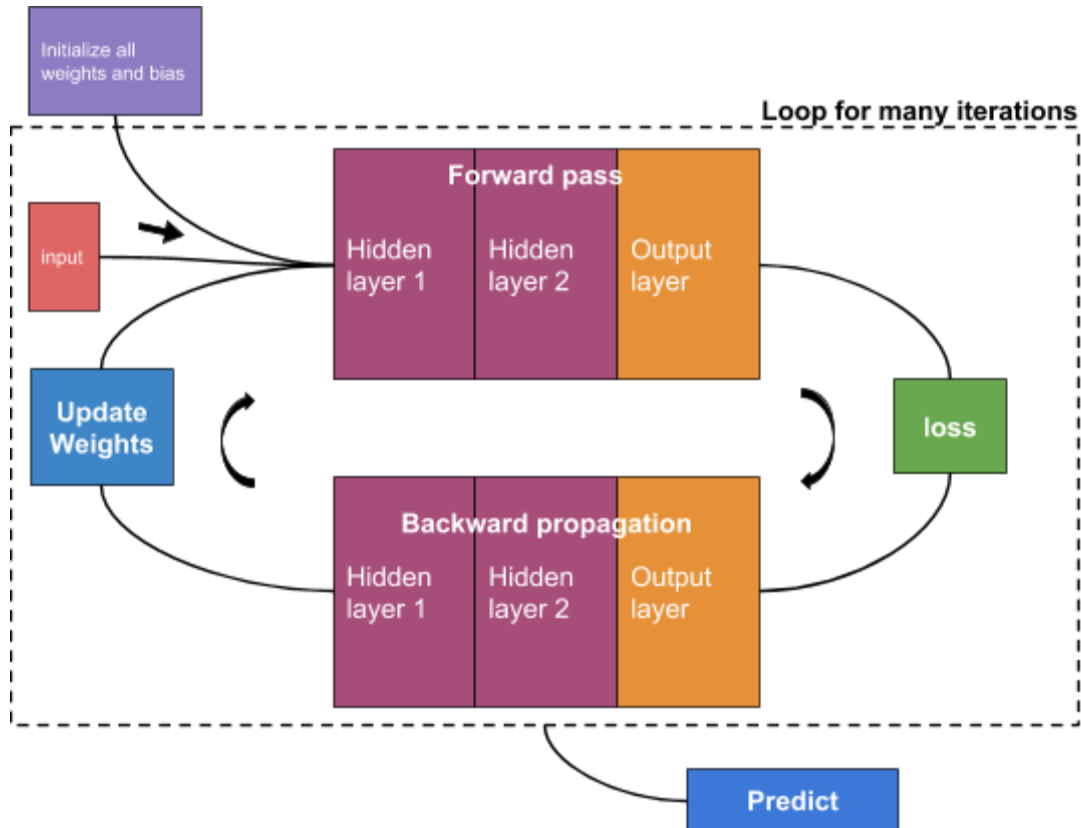 Initialize all
weights and bias
Loop for many iterations
Forward pass
input
Hidden
layer 1
Hidden
layer 2
Output
layer
Update
Weights
loss
Backward propagation
Hidden
layer 1
Hidden
layer 2
Output
layer
Predict